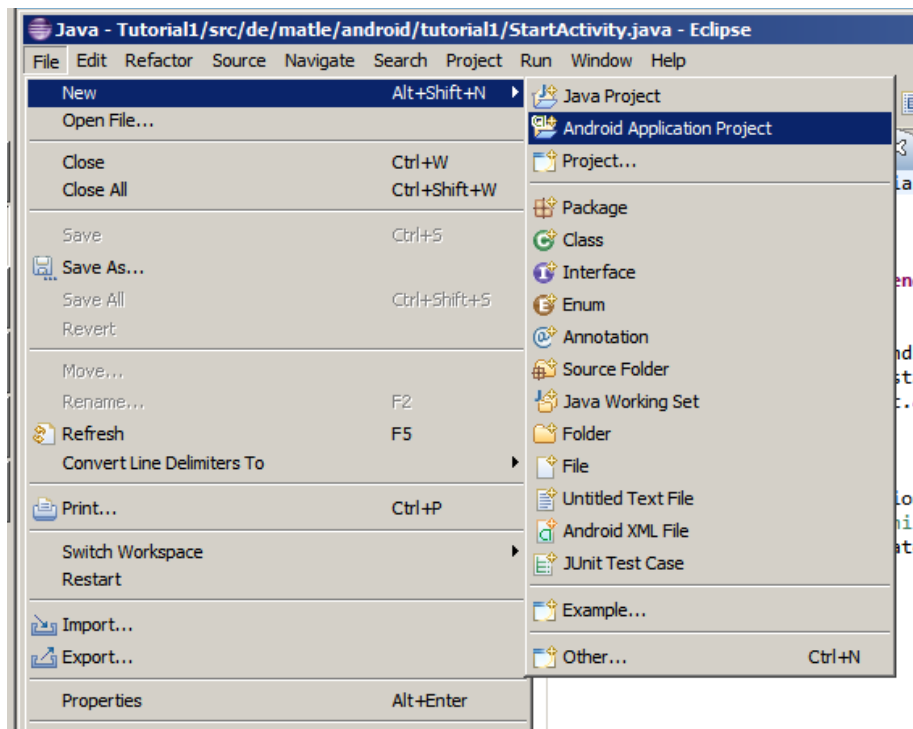 Java - Tutorial1/src/de/matle/android/tutorial1/StartActivity.java - Eclipse
File Edit Refactor Source Navigate Search Project Run Window Help
New Alt+Shift+N
Open File...
Close Ctrl+W
Close All Ctrl+Shift+W
Save Ctrl+S
Save As...
Save All Ctrl+Shift+S
Revert
Move...
Rename... F2
Refresh F5
Convert Line Delimiters To
Print... Ctrl+P
Switch Workspace
Restart
Import...
Export...
Properties Alt+Enter
Java Project
Android Application Project
Project...
Package
Class
Interface
Enum
Annotation
Source Folder
Java Working Set
Folder
File
Untitled Text File
Android XML File
JUnit Test Case
Example...
Other... Ctrl+N